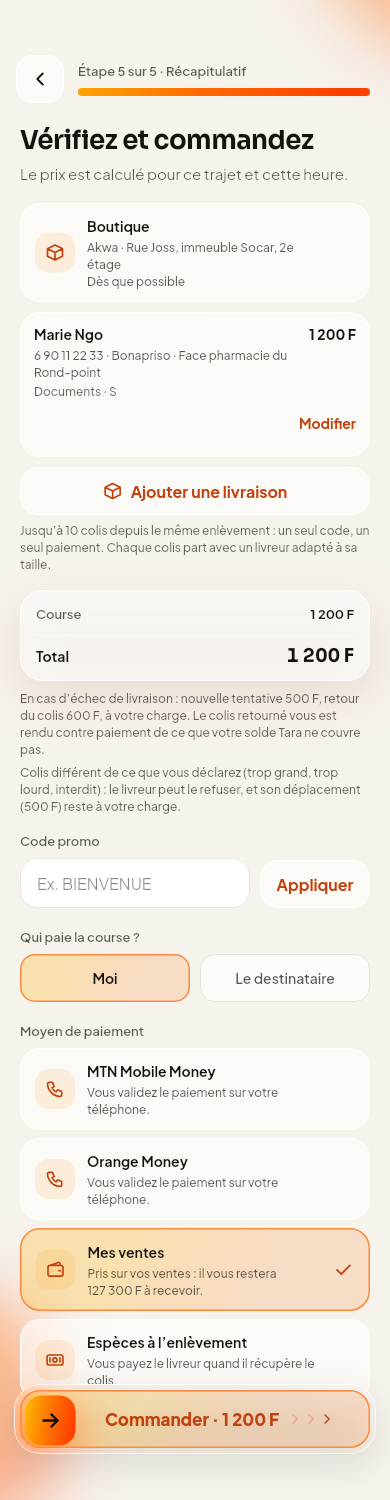 Étape 5 sur 5 · Récapitulatif
Vérifiez et commandez
Le prix est calculé pour ce trajet et cette heure.
Boutique
Akwa · Rue Joss, immeuble Socar, 2e
étage
Dès que possible
Marie Ngo 1 200 F
6 90 11 22 33 · Bonapriso · Face pharmacie du
Rond-point
Documents · S
Modifier
Ajouter une livraison
Jusqu’à 10 colis depuis le même enlèvement : un seul code, un
seul paiement. Chaque colis part avec un livreur adapté à sa
taille.
Course 1 200 F
Total 1 200 F
En cas d’échec de livraison : nouvelle tentative 500 F, retour
du colis 600 F, à votre charge. Le colis retourné vous est
rendu contre paiement de ce que votre solde Tara ne couvre
pas.
Colis différent de ce que vous déclarez (trop grand, trop
lourd, interdit) : le livreur peut le refuser, et son déplacement
(500 F) reste à votre charge.
Code promo
Ex. BIENVENUE Appliquer
Qui paie la course ?
Moi Le destinataire
Moyen de paiement
MTN Mobile Money
Vous validez le paiement sur votre
téléphone.
Orange Money
Vous validez le paiement sur votre
téléphone.
Mes ventes
Pris sur vos ventes : il vous restera
127 300 F à recevoir.
Espèces à l’enlèvement
Vous payez le livreur quand il récupère le
colis.
Commander · 1 200 F